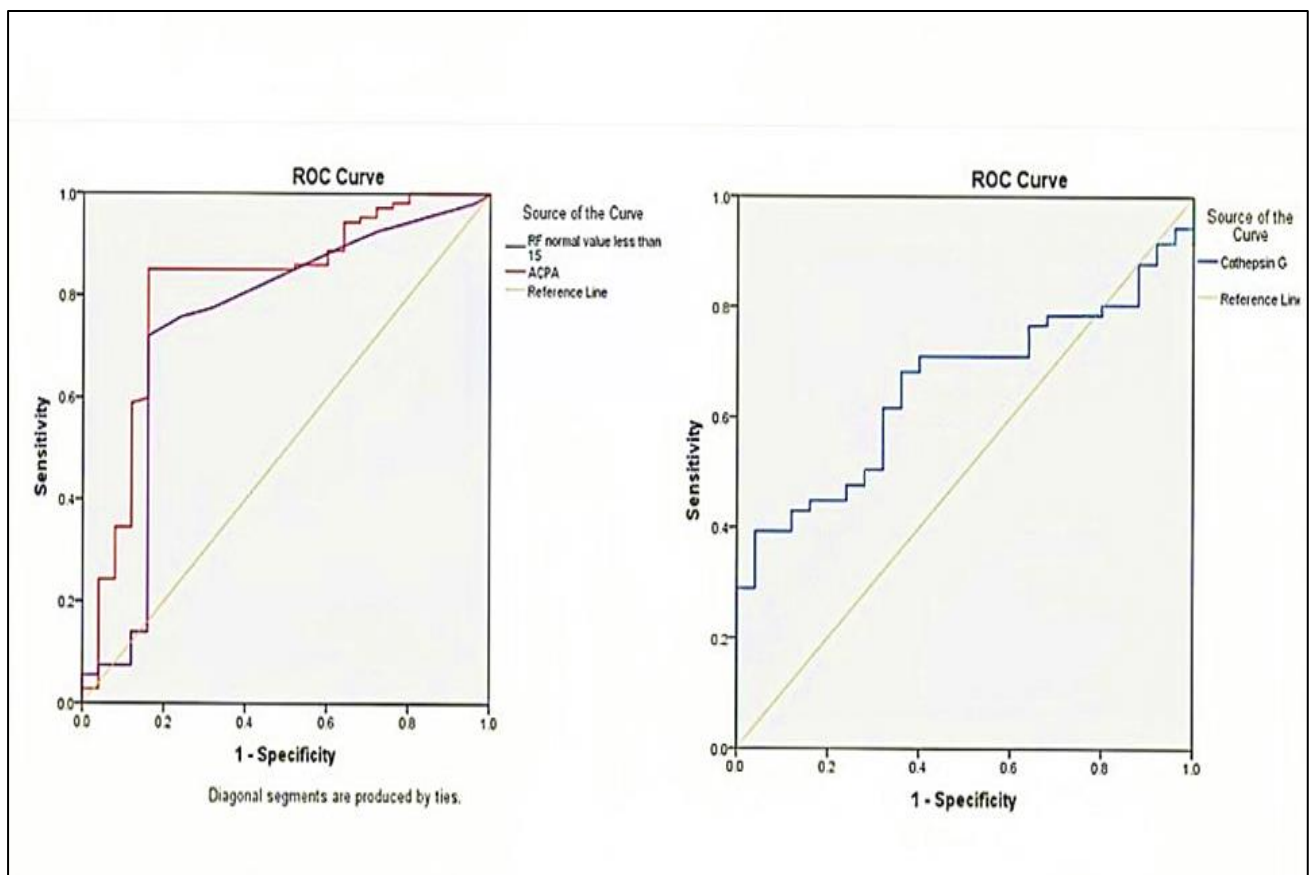 ROC Curve
1.0
0.8
0.6
0.4
0.2
0.0
0.0 0.2 0.4 0.6 0.8 1.0
Sensitivity
1 - Specificity
Source of the Curve
RF normal value less than
15
ACPA
Reference Line
Diagonal segments are produced by ties.
ROC Curve
1.0
0.8
0.6
0.4
0.2
0.0
0.0 0.2 0.4 0.6 0.8 1.0
Sensitivity
1 - Specificity
Source of the
Curve
Cathepsin G
Reference Line